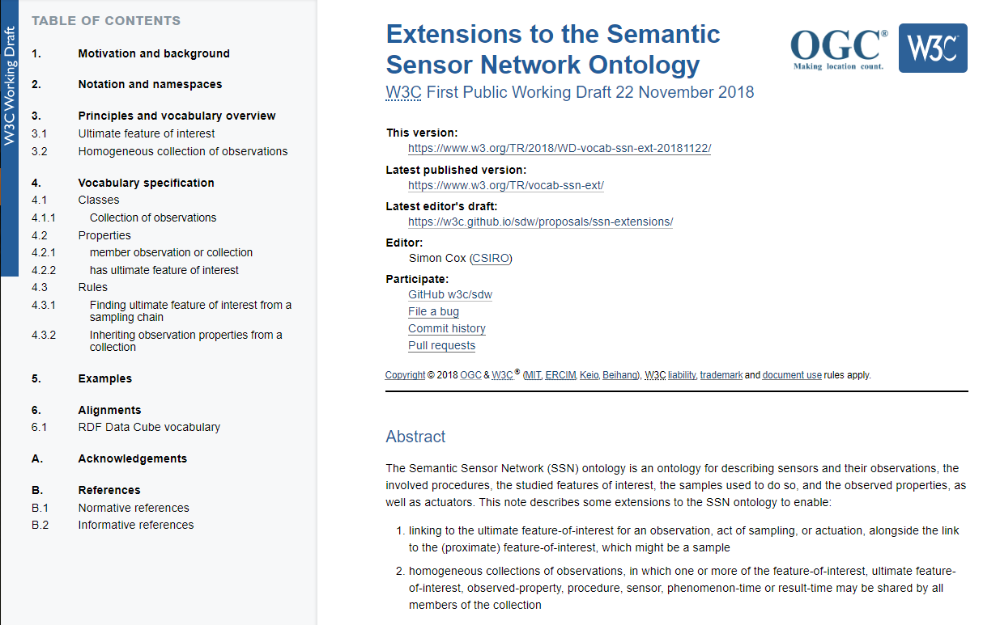 W3C Working Draft
TABLE OF CONTENTS
1. Motivation and background
2. Notation and namespaces
3. Principles and vocabulary overview
3.1 Ultimate feature of interest
3.2 Homogeneous collection of observations
4. Vocabulary specification
4.1 Classes
4.1.1 Collection of observations
4.2 Properties
4.2.1 member observation or collection
4.2.2 has ultimate feature of interest
4.3 Rules
4.3.1 Finding ultimate feature of interest from a
sampling chain
4.3.2 Inheriting observation properties from a
collection
5. Examples
6. Alignments
6.1 RDF Data Cube vocabulary
A. Acknowledgements
B. References
B.1 Normative references
B.2 Informative references
Extensions to the Semantic
Sensor Network Ontology
W3C First Public Working Draft 22 November 2018
OGC®
Making location count.
W3C
This version:
https://www.w3.org/TR/2018/WD-vocab-ssn-ext-20181122/
Latest published version:
https://www.w3.org/TR/vocab-ssn-ext/
Latest editor's draft:
https://w3c.github.io/sdw/proposals/ssn-extensions/
Editor:
Simon Cox (CSIRO)
Participate:
GitHub w3c/sdw
File a bug
Commit history
Pull requests
Copyright © 2018 OGC & W3C® (MIT, ERCIM, Keio, Beihang), W3C liability, trademark and document use rules apply.
Abstract
The Semantic Sensor Network (SSN) ontology is an ontology for describing sensors and their observations, the
involved procedures, the studied features of interest, the samples used to do so, and the observed properties, as
well as actuators. This note describes some extensions to the SSN ontology to enable:
1. linking to the ultimate feature-of-interest for an observation, act of sampling, or actuation, alongside the link
to the (proximate) feature-of-interest, which might be a sample
2. homogeneous collections of observations, in which one or more of the feature-of-interest, ultimate feature-
of-interest, observed-property, procedure, sensor, phenomenon-time or result-time may be shared by all
members of the collection